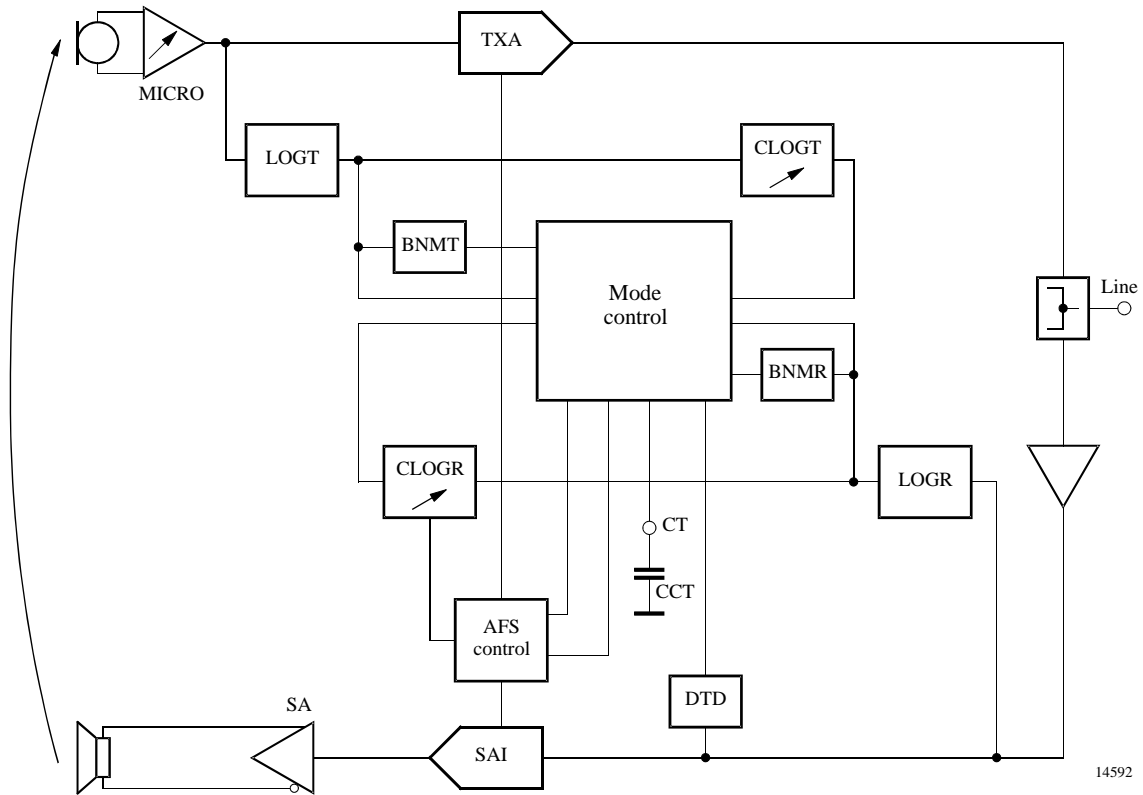 TXA
MICRO
LOGT
CLOGT
BNMT
Mode
control
Line
BNMR
CLOGR
LOGR
CT
CCT
AFS
control
DTD
SA
SAI
14592